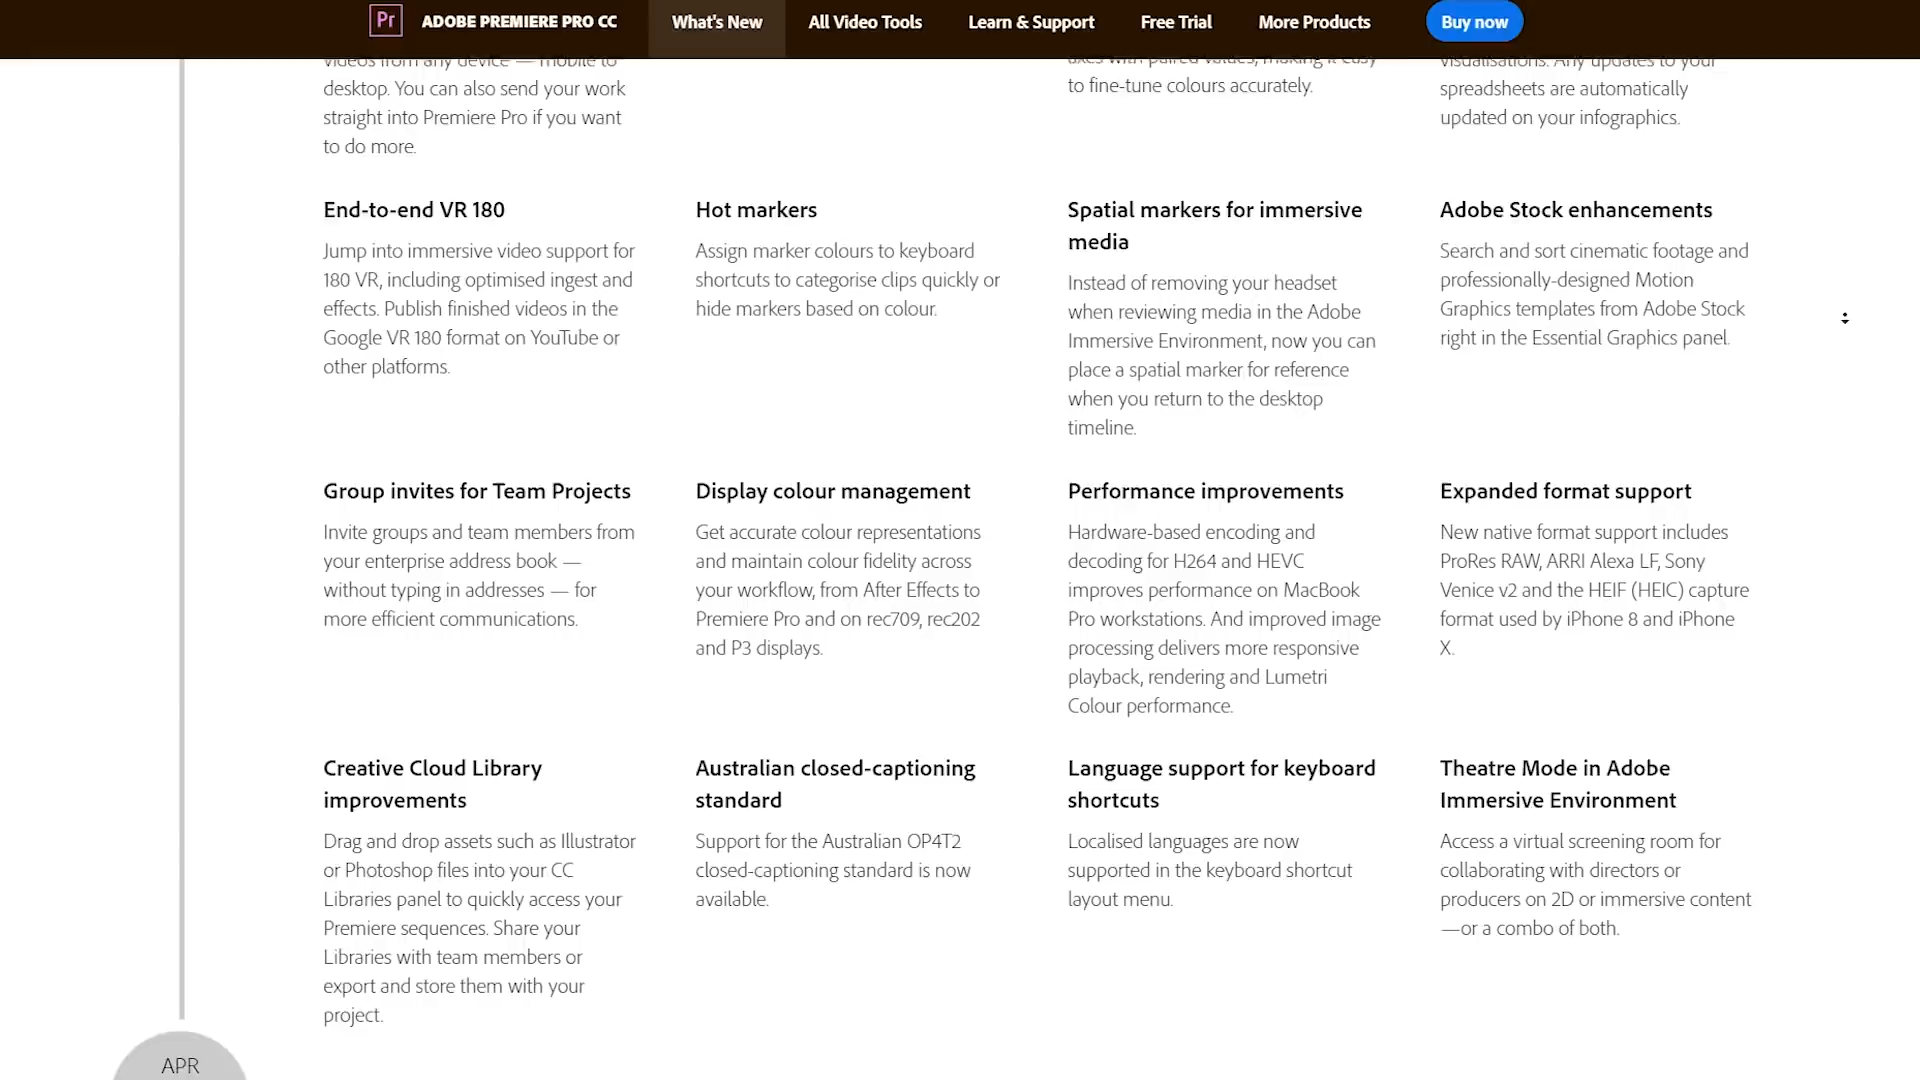 Pr ADOBE PREMIERE PRO CC What's New All Video Tools Learn & Support Free Trial More Products Buy now
videos from any device — mobile to
desktop. You can also send your work
straight into Premiere Pro if you want
to do more.
axes with paired values, making it easy
to fine-tune colours accurately.
visualisations. Any updates to your
spreadsheets are automatically
updated on your infographics.
End-to-end VR 180
Jump into immersive video support for
180 VR, including optimised ingest and
effects. Publish finished videos in the
Google VR 180 format on YouTube or
other platforms.
Hot markers
Assign marker colours to keyboard
shortcuts to categorise clips quickly or
hide markers based on colour.
Spatial markers for immersive
media
Instead of removing your headset
when reviewing media in the Adobe
Immersive Environment, now you can
place a spatial marker for reference
when you return to the desktop
timeline.
Adobe Stock enhancements
Search and sort cinematic footage and
professionally-designed Motion
Graphics templates from Adobe Stock
right in the Essential Graphics panel.
Group invites for Team Projects
Invite groups and team members from
your enterprise address book —
without typing in addresses — for
more efficient communications.
Display colour management
Get accurate colour representations
and maintain colour fidelity across
your workflow, from After Effects to
Premiere Pro and on rec709, rec202
and P3 displays.
Performance improvements
Hardware-based encoding and
decoding for H264 and HEVC
improves performance on MacBook
Pro workstations. And improved image
processing delivers more responsive
playback, rendering and Lumetri
Colour performance.
Expanded format support
New native format support includes
ProRes RAW, ARRI Alexa LF, Sony
Venice v2 and the HEIF (HEIC) capture
format used by iPhone 8 and iPhone
X.
Creative Cloud Library
improvements
Drag and drop assets such as Illustrator
or Photoshop files into your CC
Libraries panel to quickly access your
Premiere sequences. Share your
Libraries with team members or
export and store them with your
project.
Australian closed-captioning
standard
Support for the Australian OP4T2
closed-captioning standard is now
available.
Language support for keyboard
shortcuts
Localised languages are now
supported in the keyboard shortcut
layout menu.
Theatre Mode in Adobe
Immersive Environment
Access a virtual screening room for
collaborating with directors or
producers on 2D or immersive content
—or a combo of both.
APR